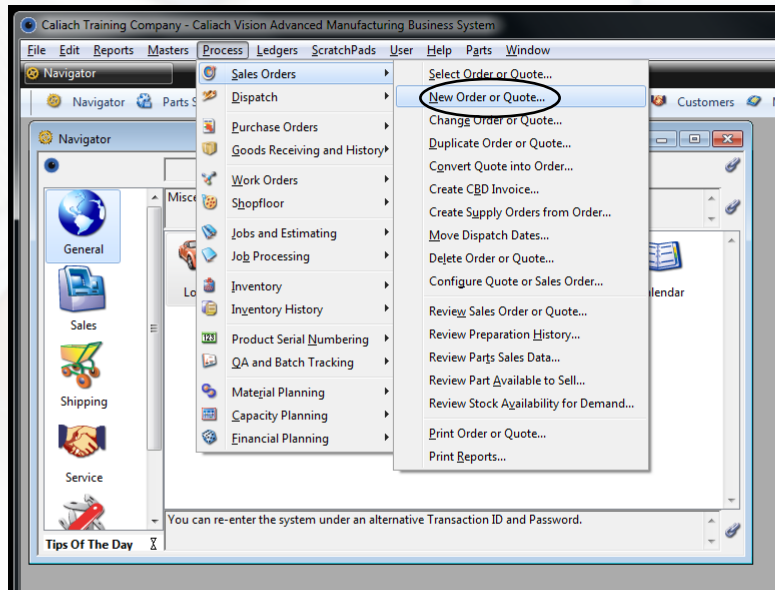 Caliach Training Company - Caliach Vision Advanced Manufacturing Business System
File Edit Reports Masters Process Ledgers ScratchPads User Help Parts Window
Navigator
Navigator Parts Customers
Navigator
General
Sales
Shipping
Service
Tips Of The Day
Sales Orders
Dispatch
Purchase Orders
Goods Receiving and History
Work Orders
Shopfloor
Jobs and Estimating
Job Processing
Inventory
Inventory History
Product Serial Numbering
QA and Batch Tracking
Material Planning
Capacity Planning
Financial Planning
Select Order or Quote...
New Order or Quote...
Change Order or Quote...
Duplicate Order or Quote...
Convert Quote into Order...
Create CBD Invoice...
Create Supply Orders from Order...
Move Dispatch Dates...
Delete Order or Quote...
Configure Quote or Sales Order...
Review Sales Order or Quote...
Review Preparation History...
Review Parts Sales Data...
Review Part Available to Sell...
Review Stock Availability for Demand...
Print Order or Quote...
Print Reports...
You can re-enter the system under an alternative Transaction ID and Password.